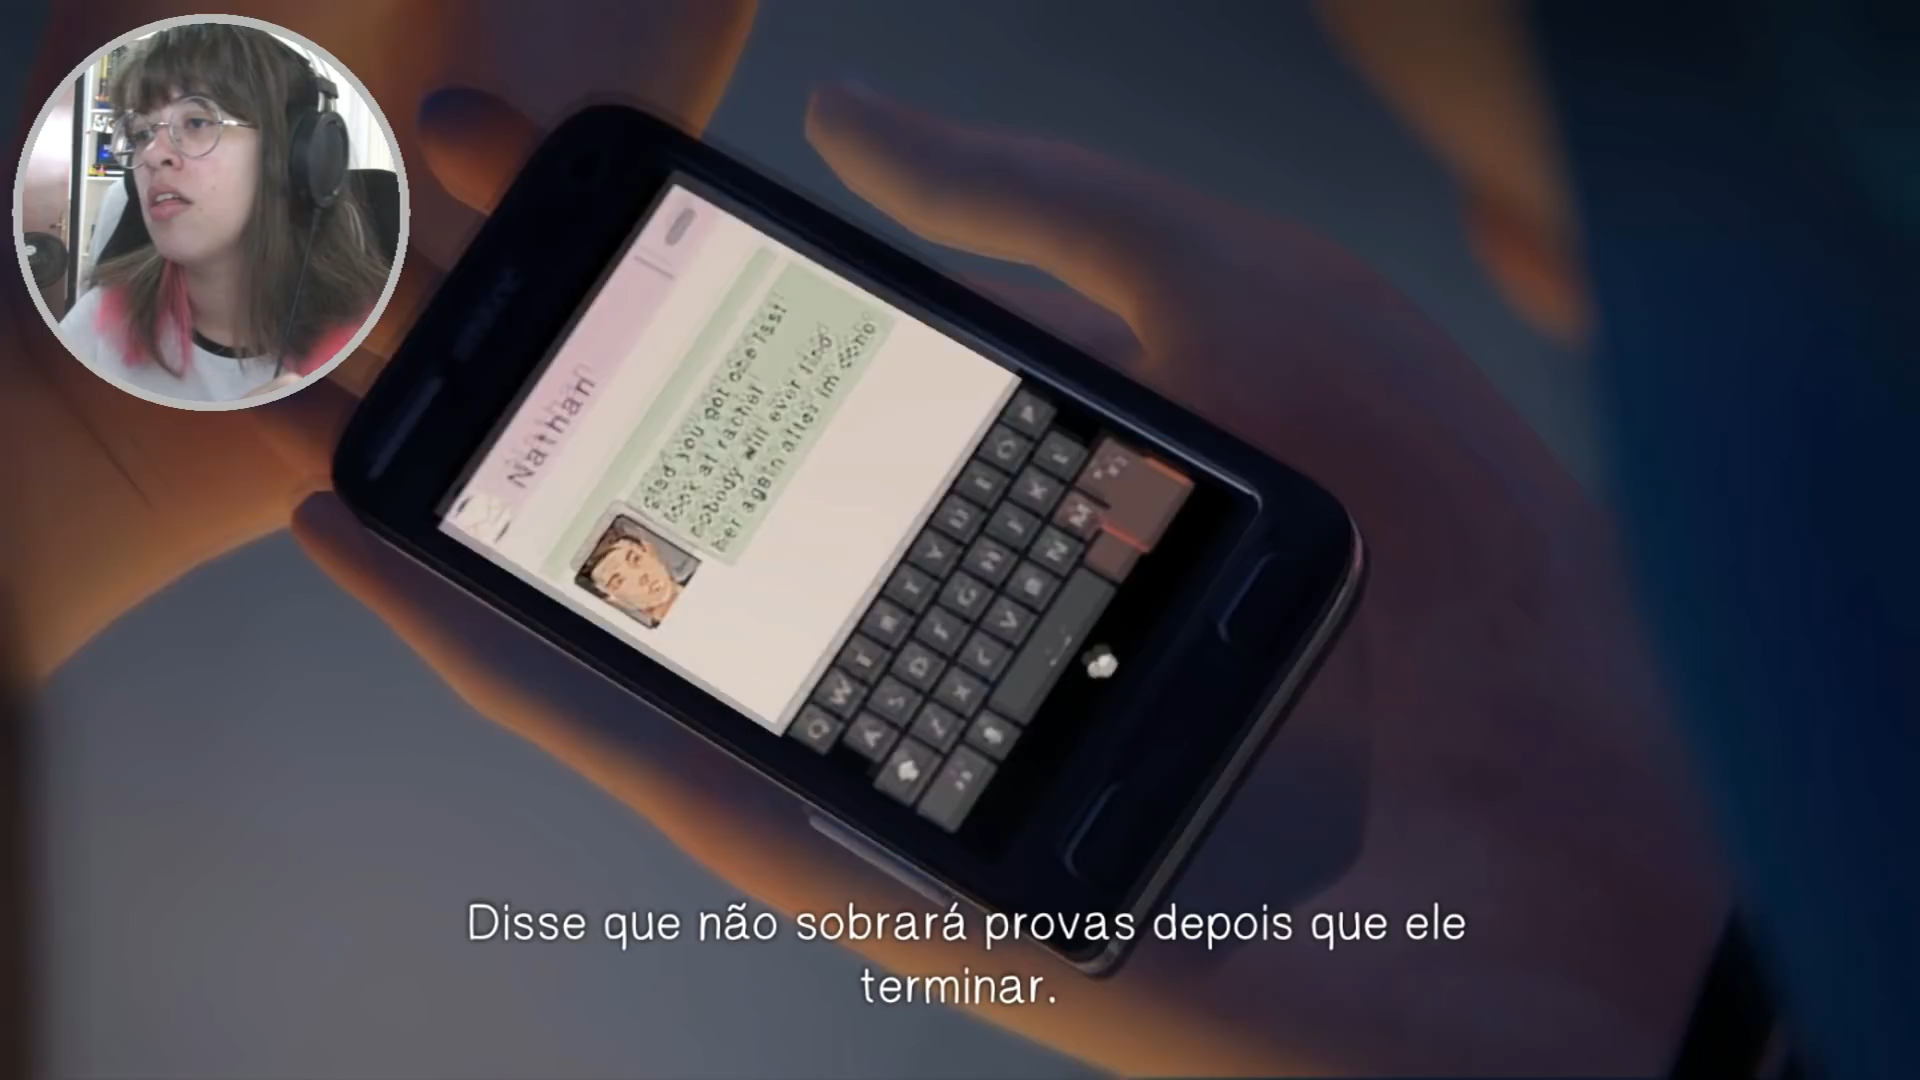 Nathan
glad you got one last
look at rachel
nobody will ever find
her again after im done
Disse que não sobrará provas depois que ele
terminar.